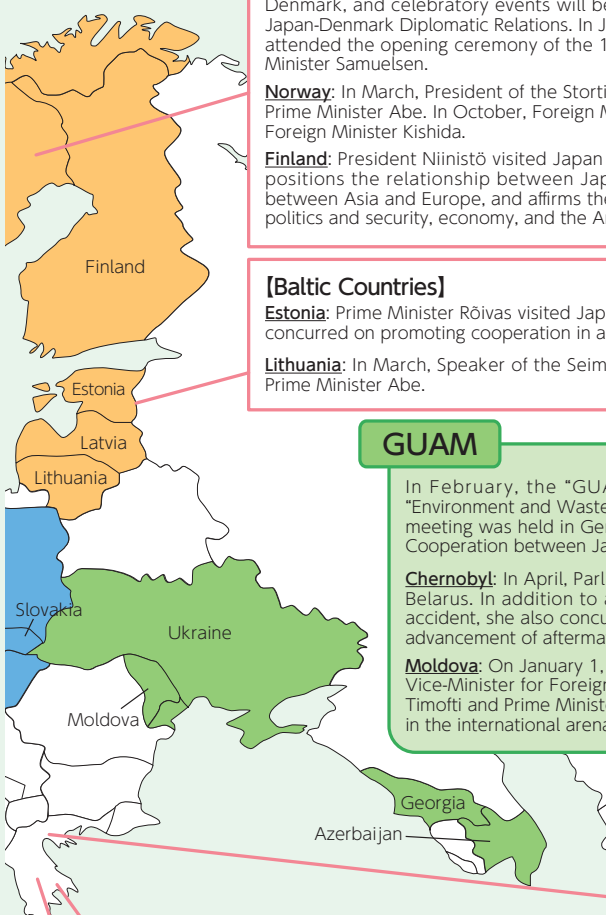 Denmark, and celebratory events will be
Japan-Denmark Diplomatic Relations. In J
attended the opening ceremony of the 1
Minister Samuelsen.
Norway: In March, President of the Storti
Prime Minister Abe. In October, Foreign M
Foreign Minister Kishida.
Finland: President Niinistö visited Japan
positions the relationship between Jap
between Asia and Europe, and affirms the
politics and security, economy, and the A
Finland
【Baltic Countries】
Estonia: Prime Minister Rõivas visited Jap
concurred on promoting cooperation in a
Lithuania: In March, Speaker of the Seim
Prime Minister Abe.
Estonia
Latvia
Lithuania
GUAM
In February, the “GUA
“Environment and Waste
meeting was held in Ger
Cooperation between Ja
Chernobyl: In April, Parl
Belarus. In addition to a
accident, she also concu
advancement of afterma
Moldova: On January 1,
Vice-Minister for Foreign
Timofti and Prime Ministe
in the international arena
Slovakia
Ukraine
Moldova
Georgia
Azerbaijan